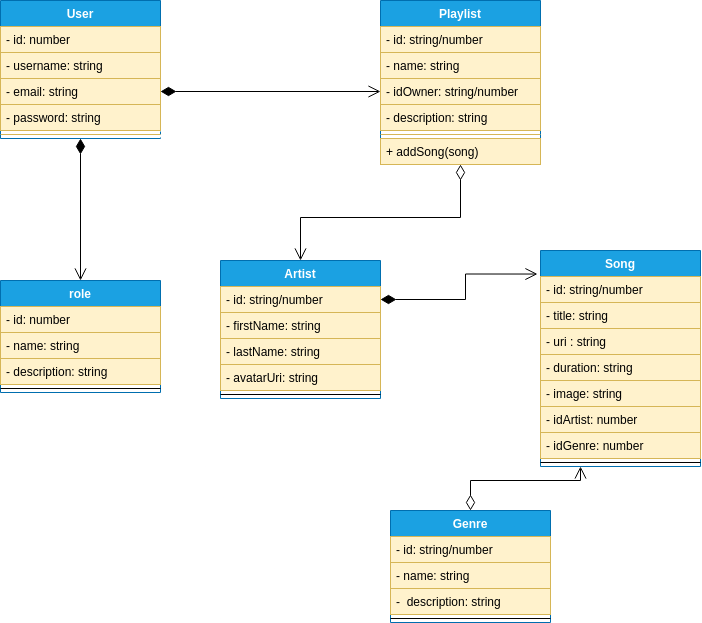 User
- id: number
- username: string
- email: string
- password: string
Playlist
- id: string/number
- name: string
- idOwner: string/number
- description: string
+ addSong(song)
role
- id: number
- name: string
- description: string
Artist
- id: string/number
- firstName: string
- lastName: string
- avatarUri: string
Song
- id: string/number
- title: string
- uri : string
- duration: string
- image: string
- idArtist: number
- idGenre: number
Genre
- id: string/number
- name: string
- description: string